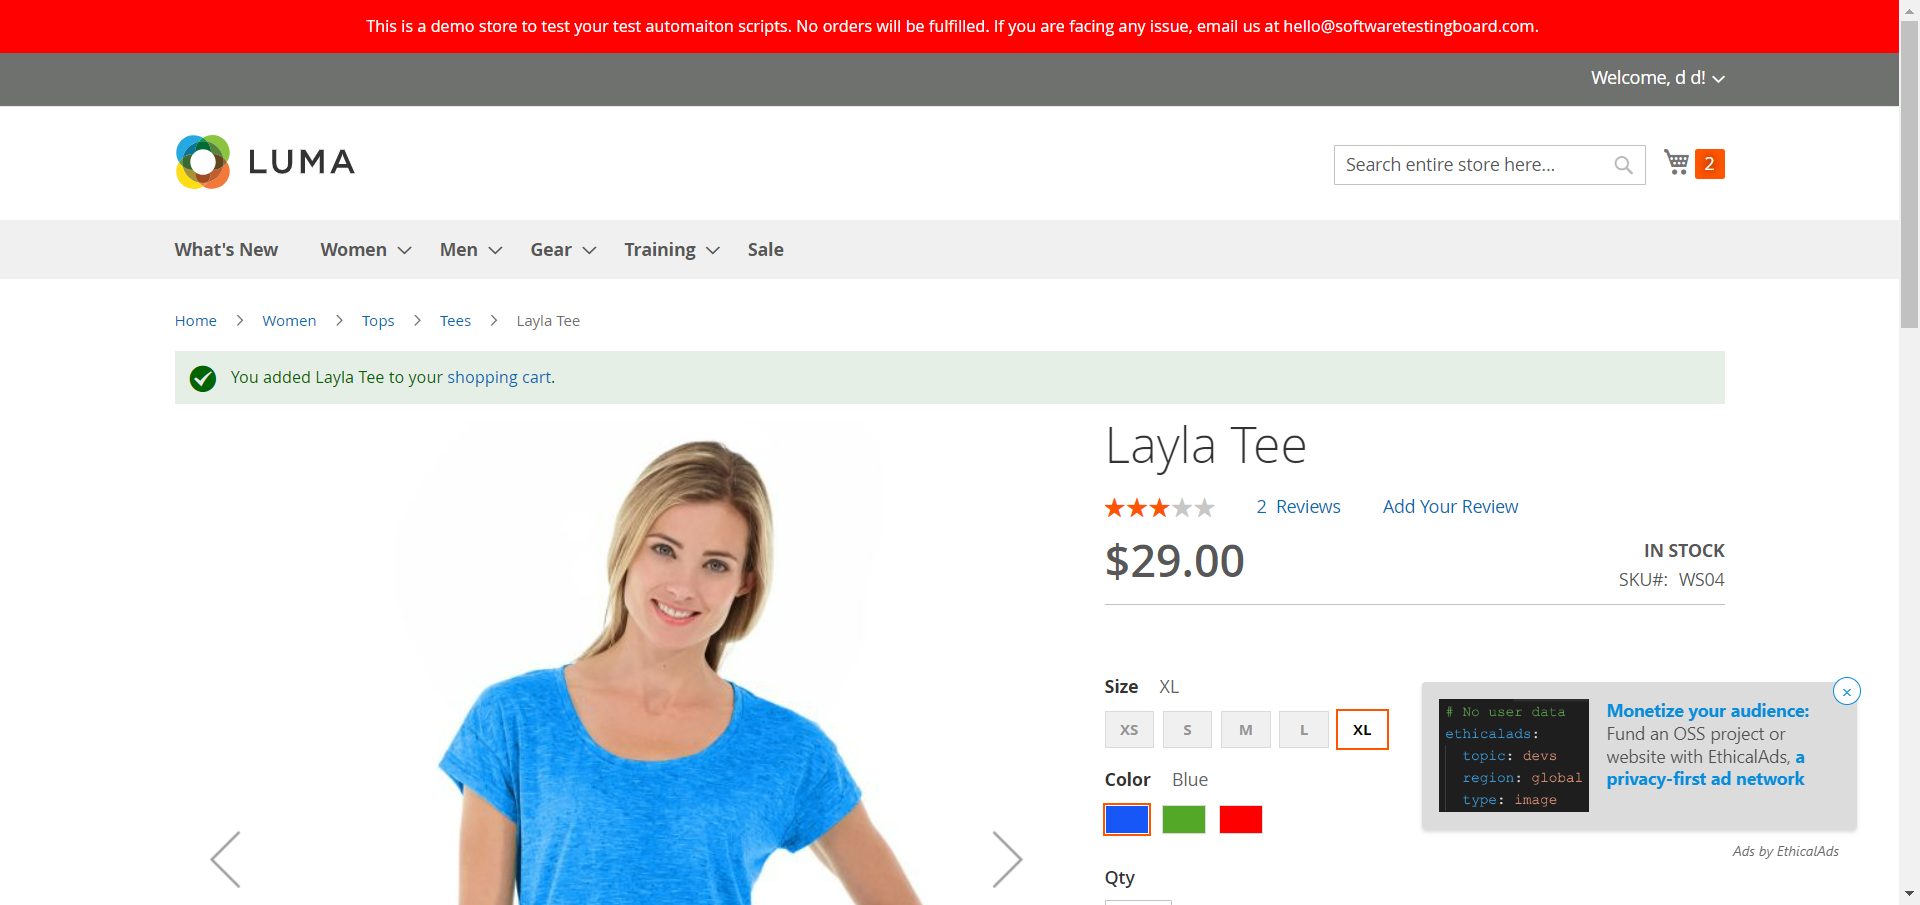 This is a demo store to test your test automaiton scripts. No orders will be fulfilled. If you are facing any issue, email us at hello@softwaretestingboard.com.
Welcome, d d!
LUMA
Search entire store here...
2
What's New Women Men Gear Training Sale
Home > Women > Tops > Tees > Layla Tee
You added Layla Tee to your shopping cart.
Layla Tee
2 Reviews Add Your Review
$29.00
IN STOCK
SKU#: WS04
Size XL
XS S M L XL
Color Blue
Qty
# No user data
ethicalads:
topic: devs
region: global
type: image
Monetize your audience:
Fund an OSS project or
website with EthicalAds, a
privacy-first ad network
Ads by EthicalAds